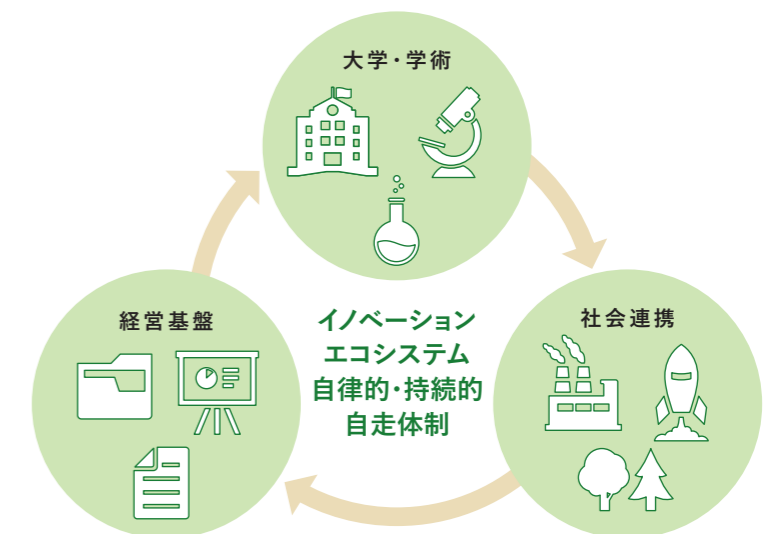 大学・学術
経営基盤
イノベーション
エコシステム
自律的・持続的
自走体制
社会連携